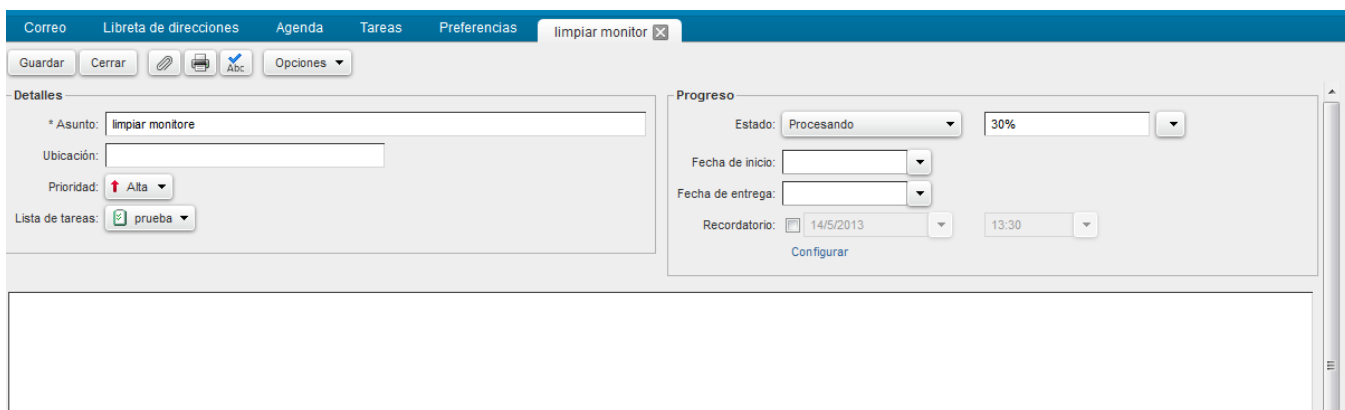 Correo Libreta de direcciones Agenda Tareas Preferencias limpiar monitor
Guardar Cerrar Abc Opciones
Detalles
* Asunto: limpiar monitore
Ubicación:
Prioridad: Alta
Lista de tareas: prueba
Progreso
Estado: Procesando 30%
Fecha de inicio:
Fecha de entrega:
Recordatorio: 14/5/2013 13:30
Configurar